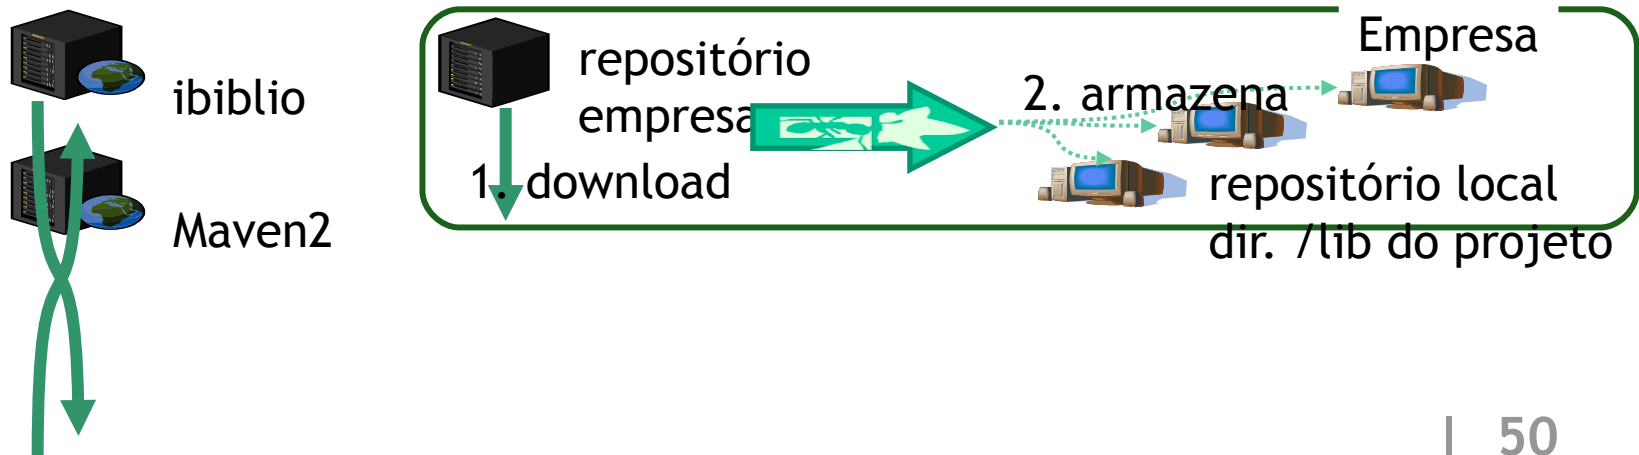 ibiblio
Maven2
repositório
empresa
1. download
2. armazena
Empresa
repositório local
dir. /lib do projeto
| 50